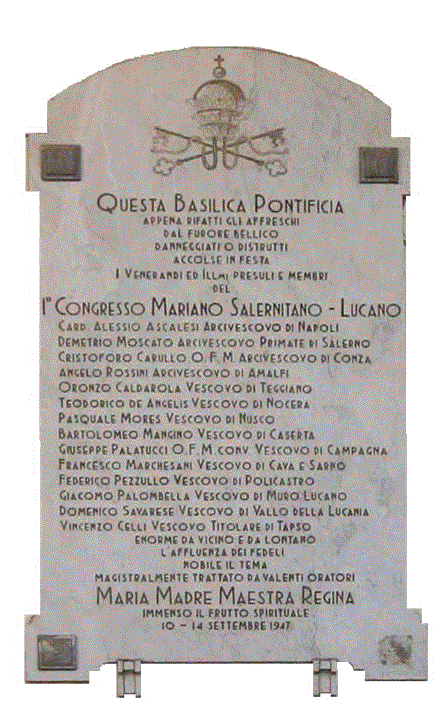 QUESTA BASILICA PONTIFICIA
APPENA RIFATTI GLI AFFRESCHI
DAL FURORE BELLICO
DANNEGGIATI O DISTRUTTI
ACCOLSE IN FESTA
I VENERANDI ED ILLMI PRESULI E MEMBRI
DEL
1° CONGRESSO MARIANO SALERNITANO - LUCANO
CARD. ALESSIO ASCALESI ARCIVESCOVO DI NAPOLI
DEMETRIO MOSCATO ARCIVESCOVO PRIMATE DI SALERNO
CRISTOFORO CARULLO O. F. M. ARCIVESCOVO DI CONZA
ANGELO ROSSINI ARCIVESCOVO DI AMALFI
ORONZO CALDAROLA VESCOVO DI TEGGIANO
TEODORICO DE ANGELIS VESCOVO DI NOCERA
PASQUALE MORES VESCOVO DI NUSCO
BARTOLOMEO MANGINO VESCOVO DI CASERTA
GIUSEPPE PALATUCCI O.F.M. CONV. VESCOVO DI CAMPAGNA
FRANCESCO MARCHESANI VESCOVO DI CAVA E SARNO
FEDERICO PEZZULLO VESCOVO DI POLICASTRO
GIACOMO PALOMBELLA VESCOVO DI MURO LUCANO
DOMENICO SAVARESE VESCOVO DI VALLO DELLA LUCANIA
VINCENZO CELLI VESCOVO TITOLARE DI TAPSO
ENORME DA VICINO E DA LONTANO
L'AFFLUENZA DEI FEDELI
NOBILE IL TEMA
MAGISTRALMENTE TRATTATO DA VALENTI ORATORI
MARIA MADRE MAESTRA REGINA
IMMENSO IL FRUTTO SPIRITUALE
10 - 14 SETTEMBRE 1947